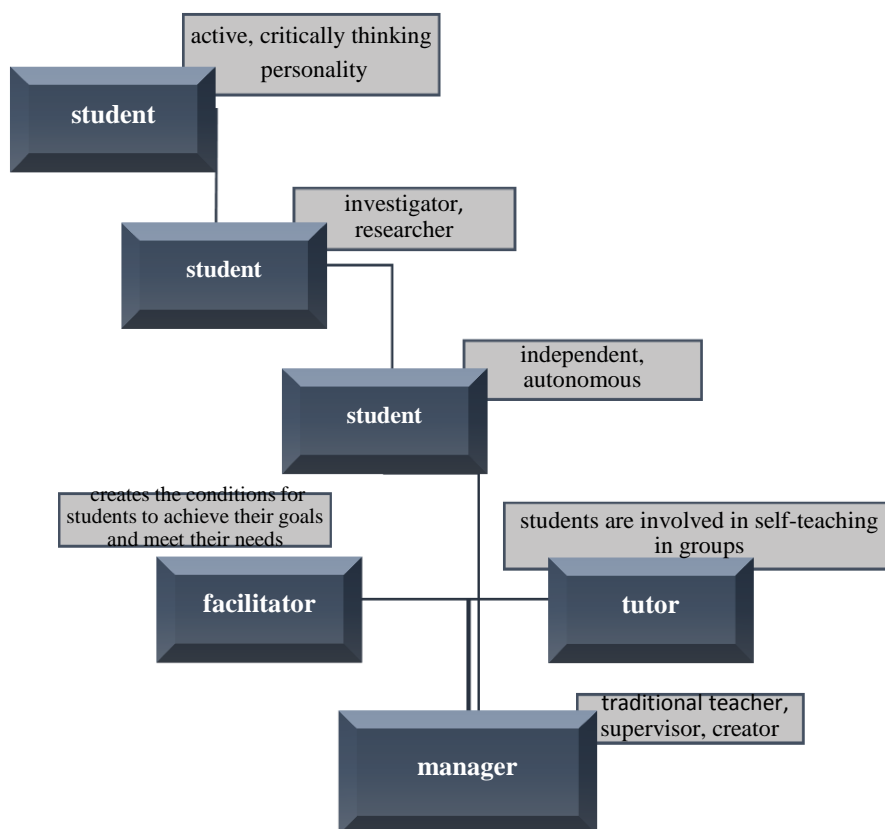 active, critically thinking
personality
student
investigator,
researcher
student
independent,
autonomous
student
creates the conditions for
students to achieve their goals
and meet their needs
facilitator
students are involved in self-teaching
in groups
tutor
traditional teacher,
supervisor, creator
manager